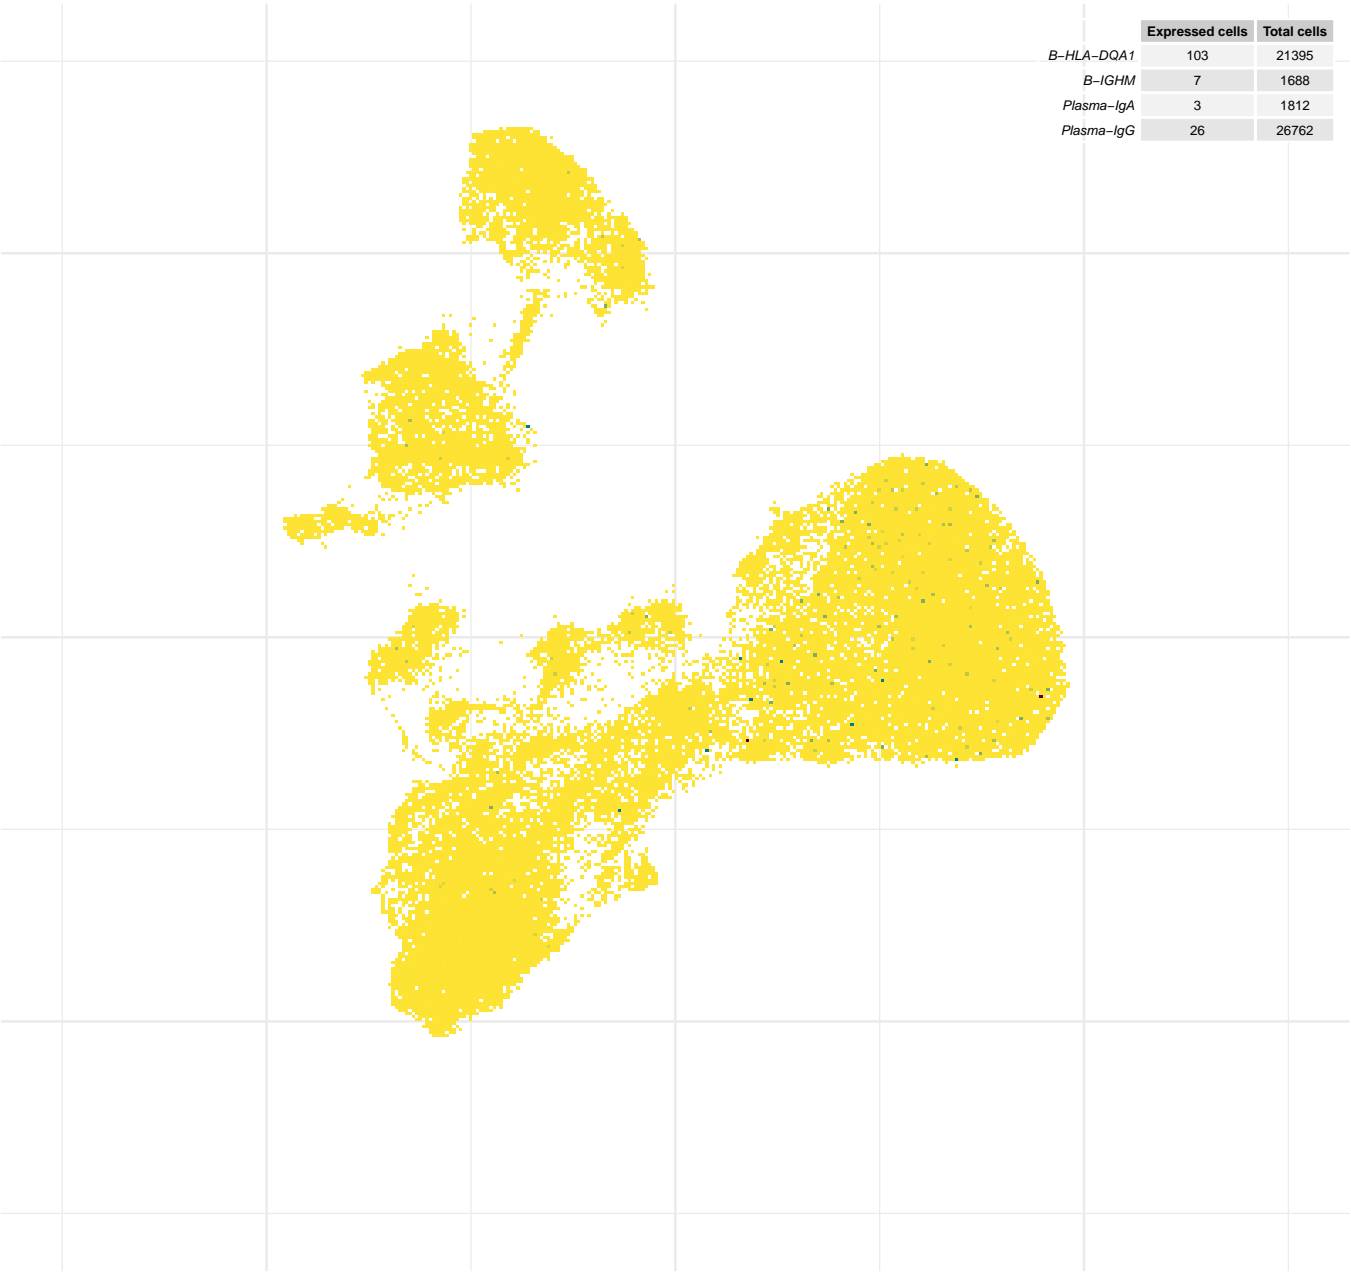 Expressed cells Total cells
B−HLA−DQA1 103 21395
B−IGHM 7 1688
Plasma−IgA 3 1812
Plasma−IgG 26 26762